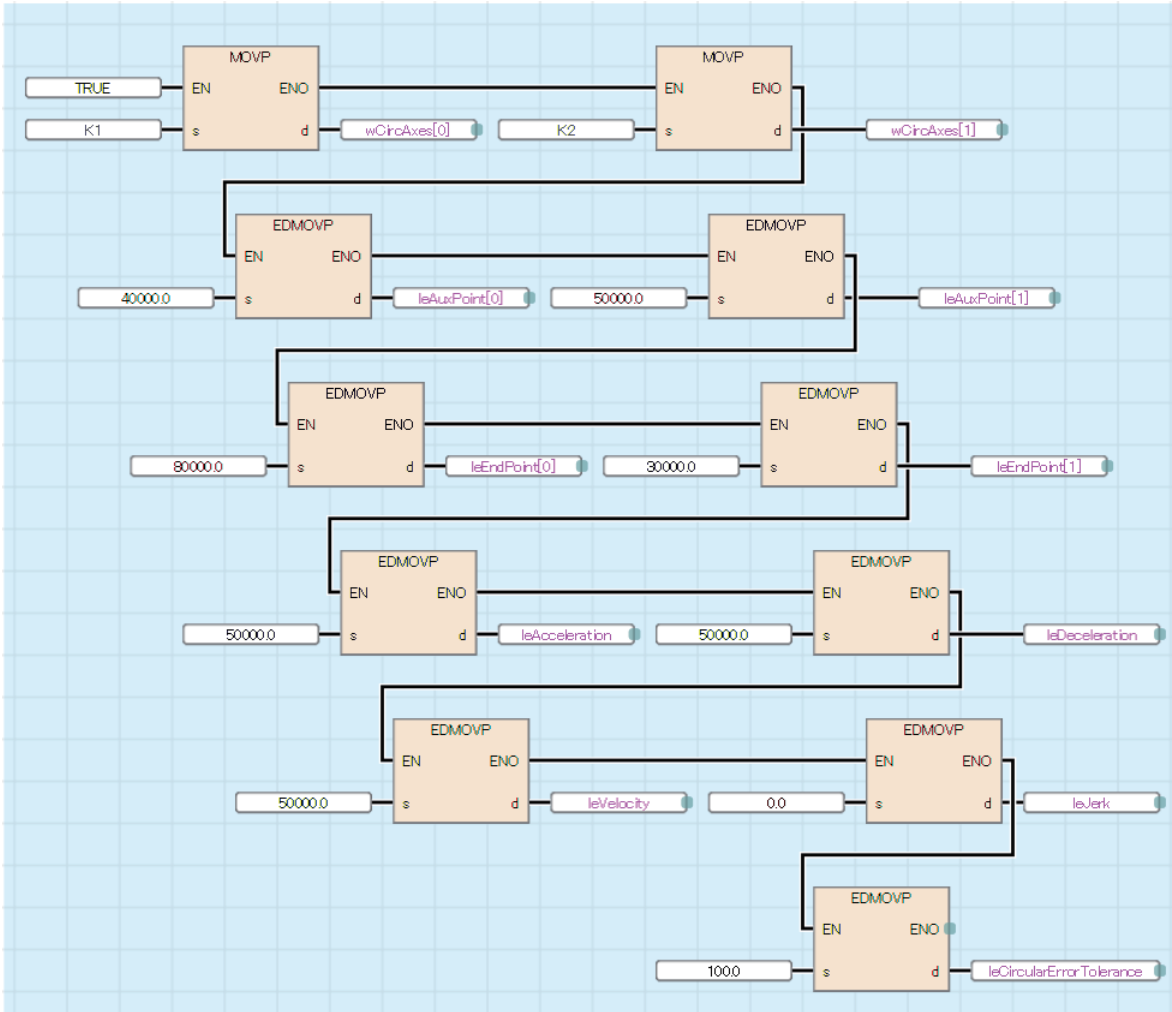 MOVP MOVP
TRUE EN ENO EN ENO
K1 s d wCircAxes[0] K2 s d wCircAxes[1]
EDMOVP EDMOVP
EN ENO EN ENO
40000.0 s d leAuxPoint[0] 50000.0 s d leAuxPoint[1]
EDMOVP EDMOVP
EN ENO EN ENO
80000.0 s d leEndPoint[0] 30000.0 s d leEndPoint[1]
EDMOVP EDMOVP
EN ENO EN ENO
50000.0 s d leAcceleration 50000.0 s d leDeceleration
EDMOVP EDMOVP
EN ENO EN ENO
50000.0 s d leVelocity 0.0 s d leJerk
EDMOVP
EN ENO
100.0 s d leCircularErrorTolerance